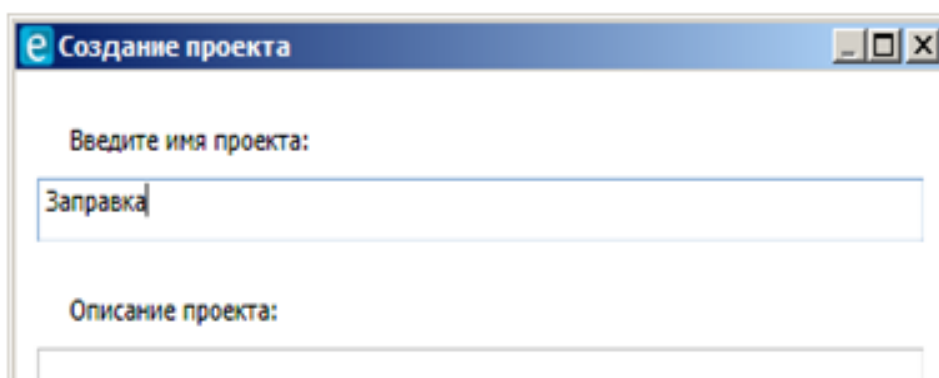 Создание проекта
Введите имя проекта:
Заправка
Описание проекта: